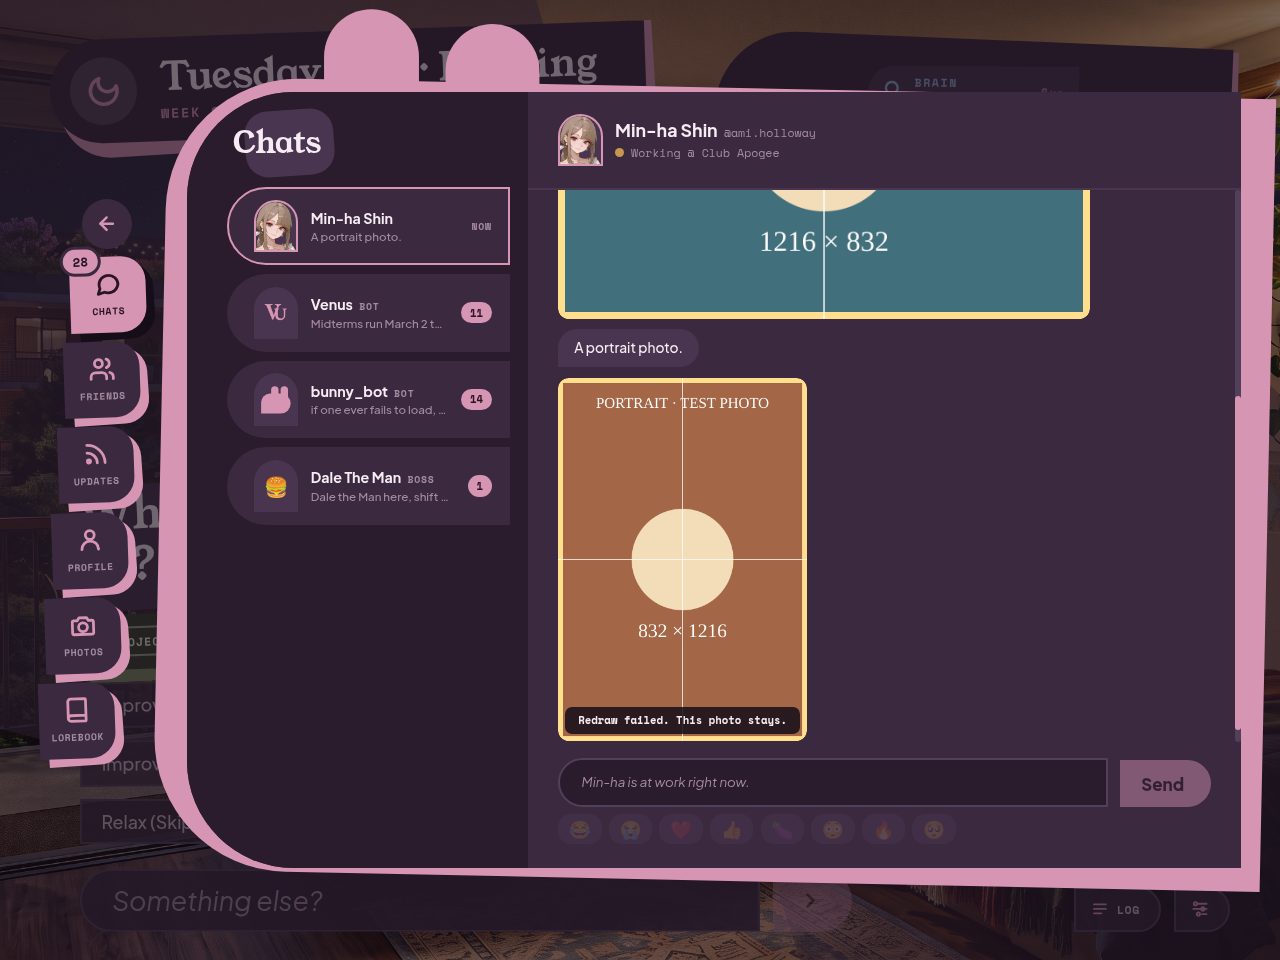 Tuesday
WEEK
BRAIN
Chats
Min-ha Shin
A portrait photo.
NOW
Venus BOT
Midterms run March 2 t...
11
bunny_bot BOT
if one ever fails to load, ...
14
Dale The Man BOSS
Dale the Man here, shift ...
1
28
CHATS
FRIENDS
UPDATES
PROFILE
PHOTOS
LOREBOOK
Min-ha Shin @ami.holloway
Working @ Club Apogee
1216 × 832
A portrait photo.
PORTRAIT · TEST PHOTO
832 × 1216
Redraw failed. This photo stays.
Min-ha is at work right now.
Send
Relax (Skip
Something else?
LOG